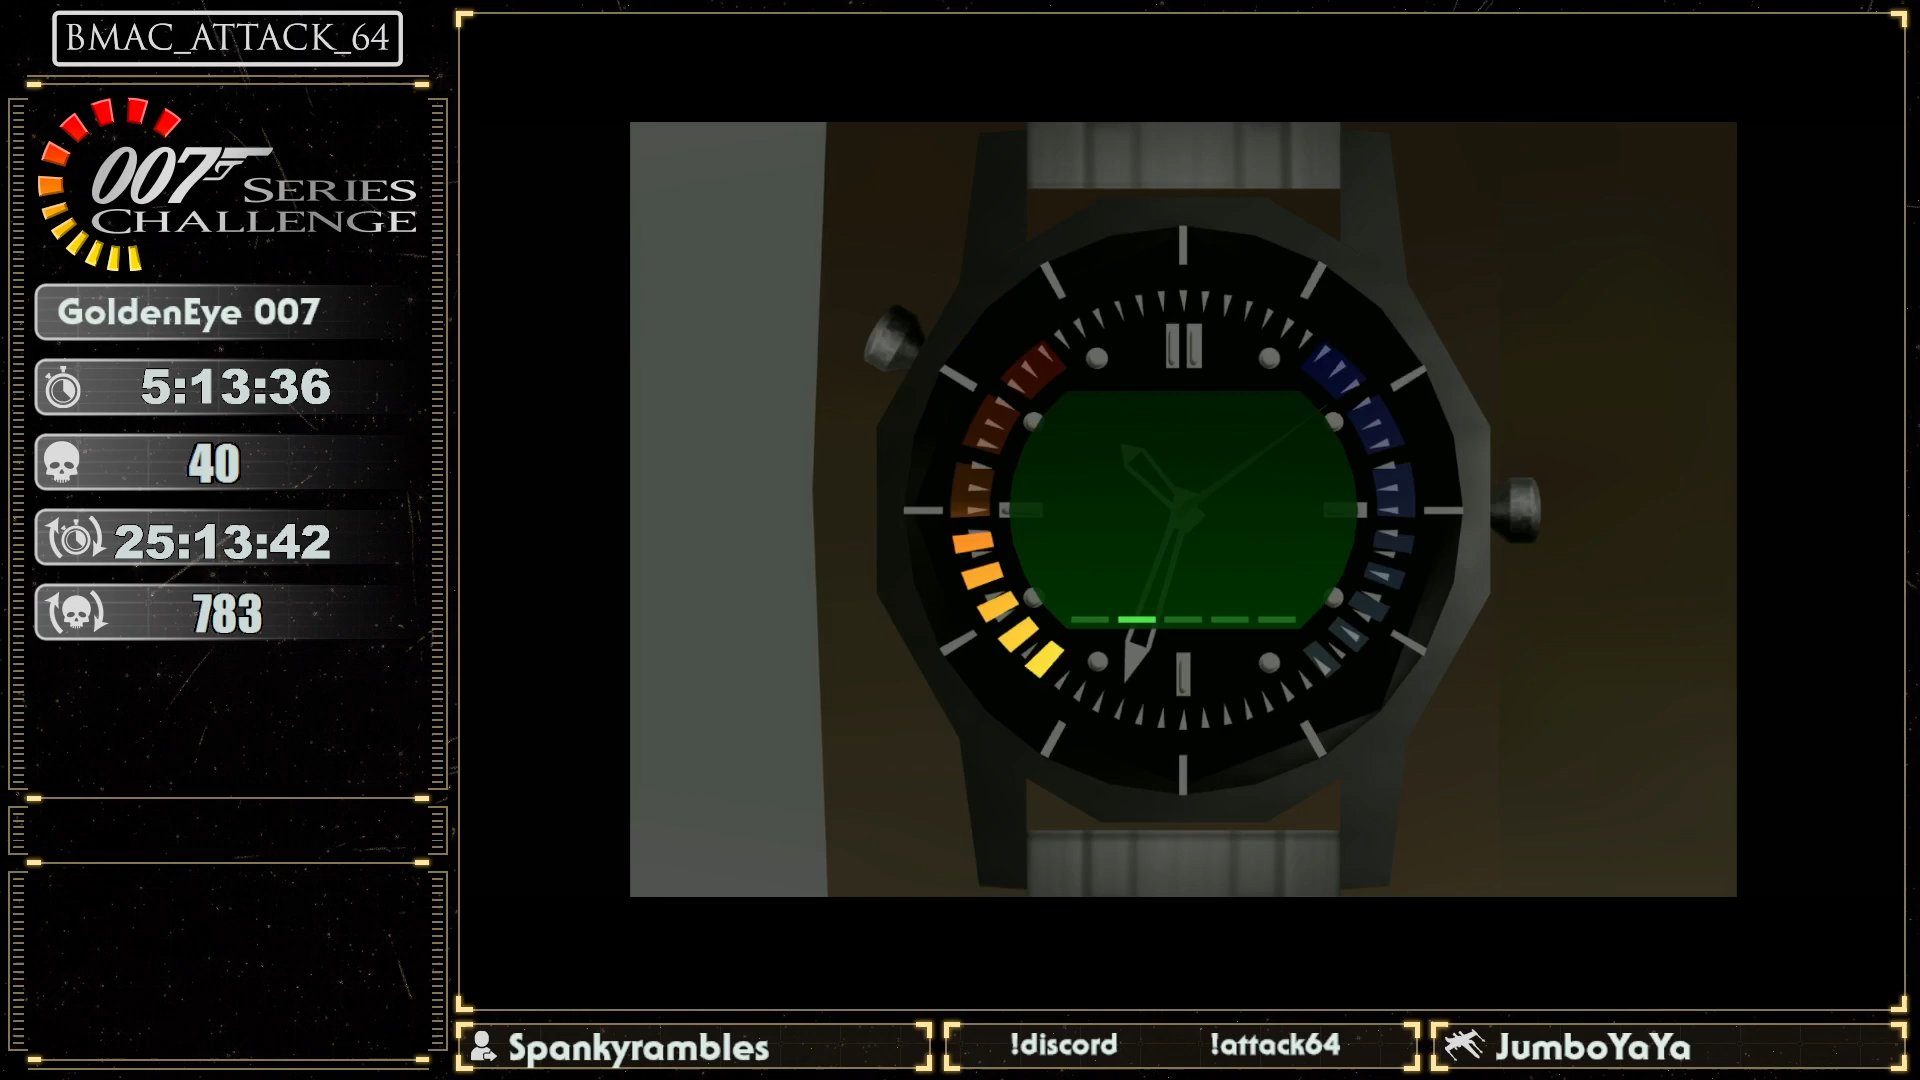 BMAC_ATTACK_64
007 SERIES
CHALLENGE
GoldenEye 007
5:13:36
40
25:13:42
783
Spankyrambles
!discord
!attack64
JumboYaYa